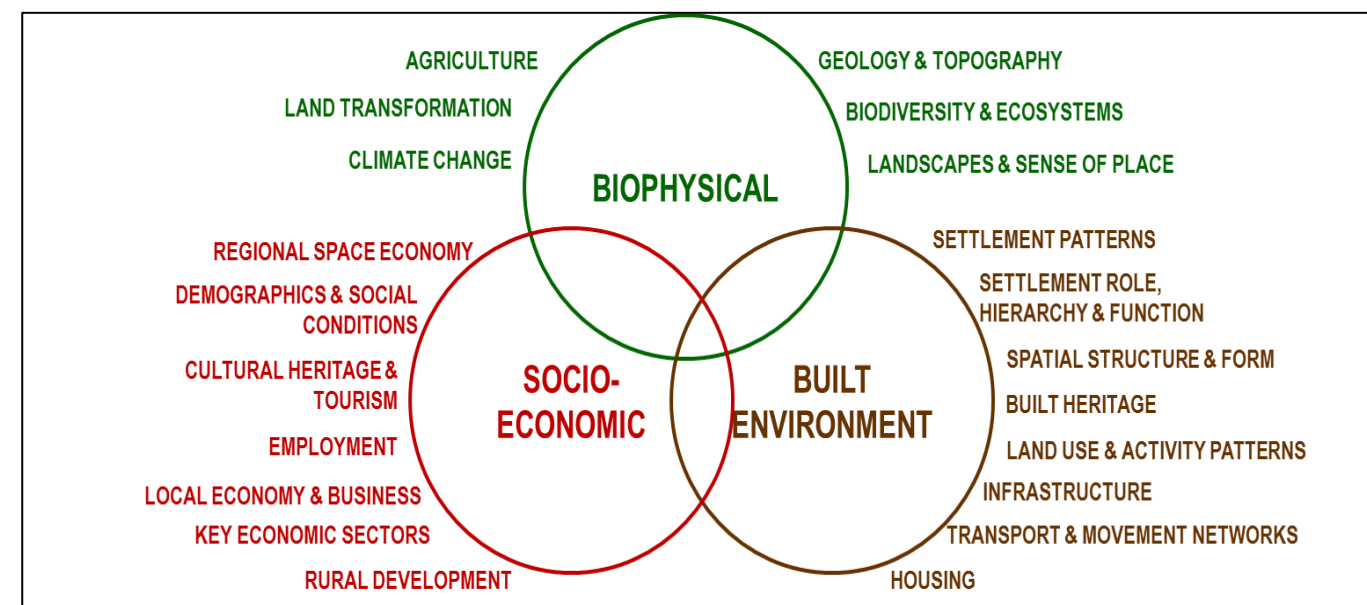 AGRICULTURE
LAND TRANSFORMATION
CLIMATE CHANGE
GEOLOGY & TOPOGRAPHY
BIODIVERSITY & ECOSYSTEMS
LANDSCAPES & SENSE OF PLACE
BIOPHYSICAL
REGIONAL SPACE ECONOMY
DEMOGRAPHICS & SOCIAL
CONDITIONS
CULTURAL HERITAGE &
TOURISM
EMPLOYMENT
LOCAL ECONOMY & BUSINESS
KEY ECONOMIC SECTORS
RURAL DEVELOPMENT
SOCIO-
ECONOMIC
BUILT
ENVIRONMENT
SETTLEMENT PATTERNS
SETTLEMENT ROLE,
HIERARCHY & FUNCTION
SPATIAL STRUCTURE & FORM
BUILT HERITAGE
LAND USE & ACTIVITY PATTERNS
INFRASTRUCTURE
TRANSPORT & MOVEMENT NETWORKS
HOUSING